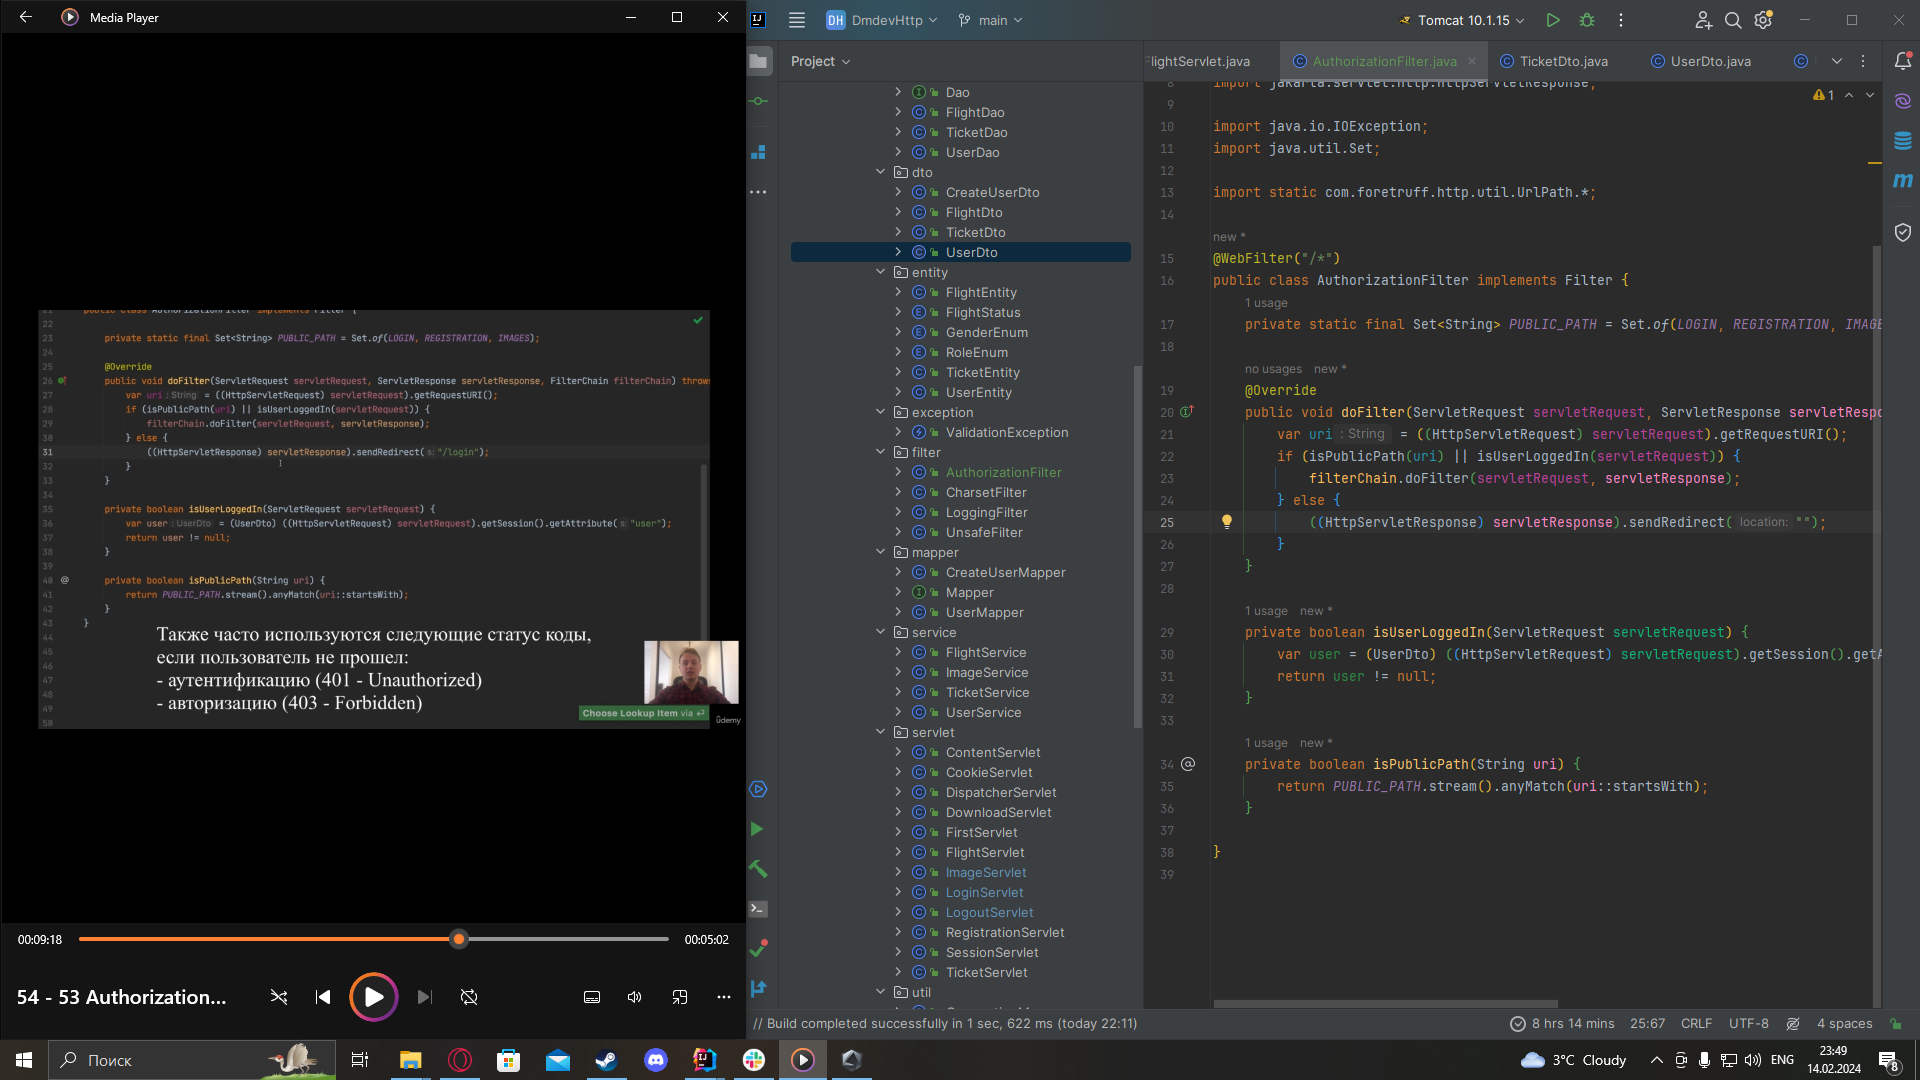 Media Player
22
23 private static final Set<String> PUBLIC_PATH = Set.of(LOGIN, REGISTRATION, IMAGES);
24
25 @Override
26 public void doFilter(ServletRequest servletRequest, ServletResponse servletResponse, FilterChain filterChain) throws
27 var uri : String = ((HttpServletRequest) servletRequest).getRequestURI();
28 if (isPublicPath(uri) || isUserLoggedIn(servletRequest)) {
29 filterChain.doFilter(servletRequest, servletResponse);
30 } else {
31 ((HttpServletResponse) servletResponse).sendRedirect( s: "/login");
32 }
33 }
34
35 private boolean isUserLoggedIn(ServletRequest servletRequest) {
36 var user : UserDto = (UserDto) ((HttpServletRequest) servletRequest).getSession().getAttribute( s: "user");
37 return user != null;
38 }
39
40 @ private boolean isPublicPath(String uri) {
41 return PUBLIC_PATH.stream().anyMatch(uri::startsWith);
42 }
43 }
44
45
46
47
48
49
50
Также часто используются следующие статус коды,
если пользователь не прошел:
- аутентификацию (401 - Unauthorized)
- авторизацию (403 - Forbidden)
Choose Lookup Item via ↵
ûdemy
00:09:18
00:05:02
54 - 53 Authorization...
IJ
DH DmdevHttp
main
Tomcat 10.1.15
Project
Dao
FlightDao
TicketDao
UserDao
dto
CreateUserDto
FlightDto
TicketDto
UserDto
entity
FlightEntity
FlightStatus
GenderEnum
RoleEnum
TicketEntity
UserEntity
exception
ValidationException
filter
AuthorizationFilter
CharsetFilter
LoggingFilter
UnsafeFilter
mapper
CreateUserMapper
Mapper
UserMapper
service
FlightService
ImageService
TicketService
UserService
servlet
ContentServlet
CookieServlet
DispatcherServlet
DownloadServlet
FirstServlet
FlightServlet
ImageServlet
LoginServlet
LogoutServlet
RegistrationServlet
SessionServlet
TicketServlet
util
lightServlet.java
AuthorizationFilter.java
TicketDto.java
UserDto.java
1
8 import jakarta.servlet.http.HttpServletResponse;
9
10 import java.io.IOException;
11 import java.util.Set;
12
13 import static com.foretruff.http.util.UrlPath.*;
14
new *
15 @WebFilter("/*")
16 public class AuthorizationFilter implements Filter {
1 usage
17 private static final Set<String> PUBLIC_PATH = Set.of(LOGIN, REGISTRATION, IMAGE
18
no usages new *
19 @Override
20 public void doFilter(ServletRequest servletRequest, ServletResponse servletRespo
21 var uri : String = ((HttpServletRequest) servletRequest).getRequestURI();
22 if (isPublicPath(uri) || isUserLoggedIn(servletRequest)) {
23 filterChain.doFilter(servletRequest, servletResponse);
24 } else {
25 ((HttpServletResponse) servletResponse).sendRedirect( location: "");
26 }
27 }
28
1 usage new *
29 private boolean isUserLoggedIn(ServletRequest servletRequest) {
30 var user = (UserDto) ((HttpServletRequest) servletRequest).getSession().getA
31 return user != null;
32 }
33
1 usage new *
34 @ private boolean isPublicPath(String uri) {
35 return PUBLIC_PATH.stream().anyMatch(uri::startsWith);
36 }
37
38 }
39
m
// Build completed successfully in 1 sec, 622 ms (today 22:11)
8 hrs 14 mins
25:67
CRLF
UTF-8
4 spaces
Поиск
3°C Cloudy
ENG
23:49
14.02.2024
8